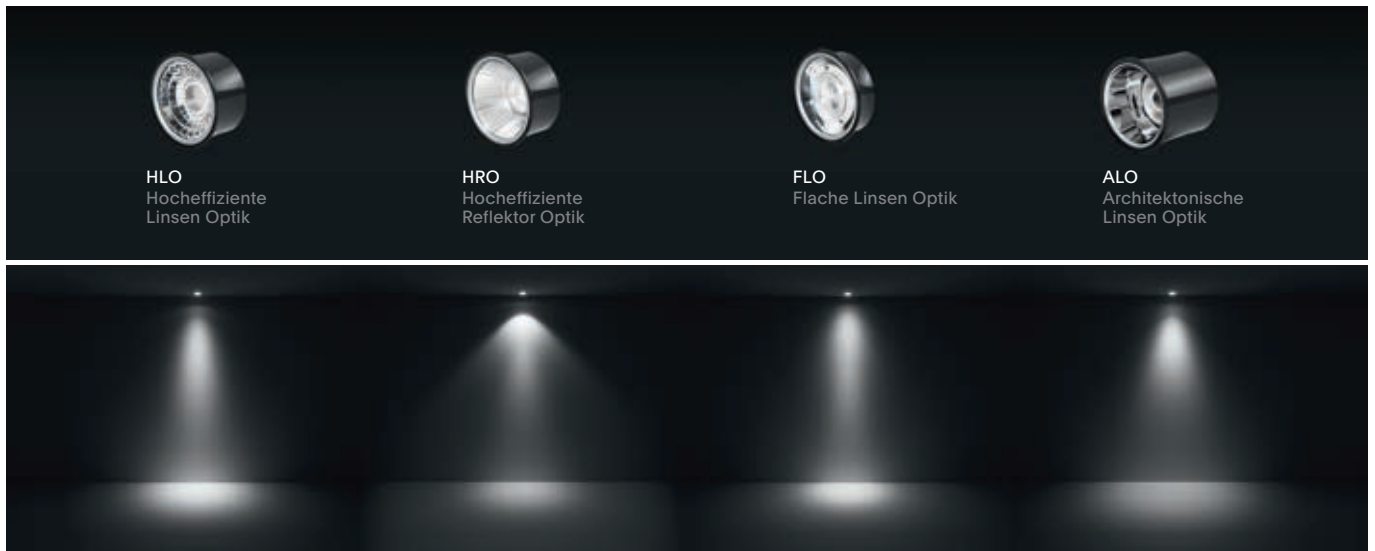 HLO
Hocheffiziente
Linsen Optik
HRO
Hocheffiziente
Reflektor Optik
FLO
Flache Linsen Optik
ALO
Architektonische
Linsen Optik